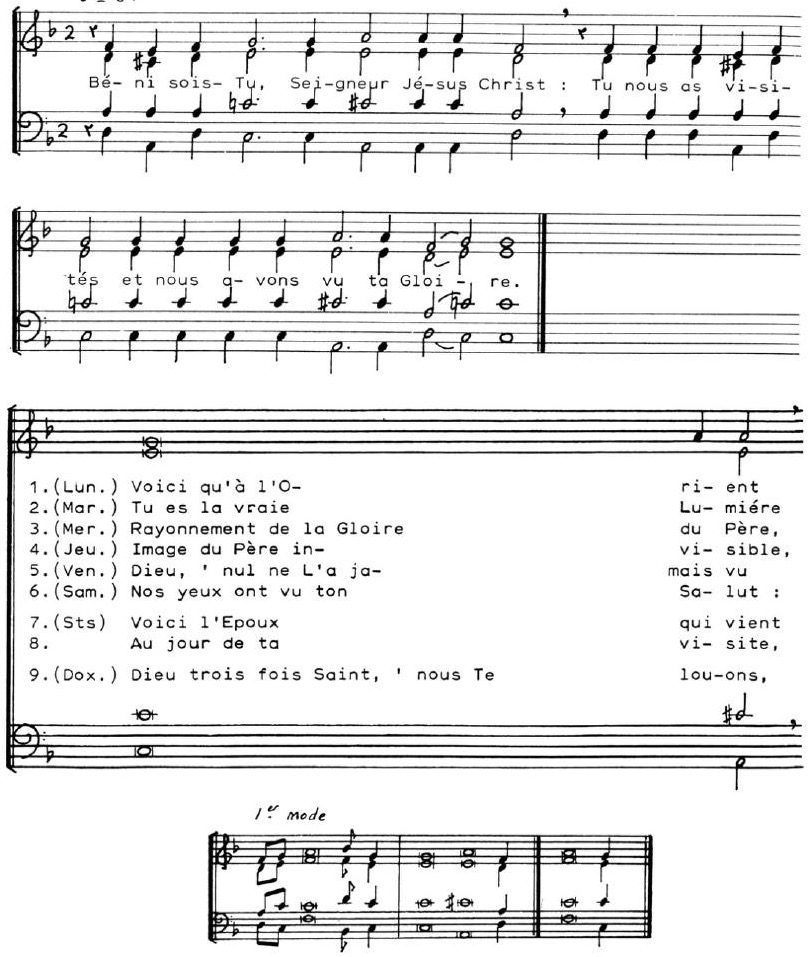 Bé- ni sois- Tu, Sei-gneur Jé-sus Christ : Tu nous as vi-si-
tés et nous a- vons vu ta Gloi - re.
1.(Lun.) Voici qu'à l'O- ri- ent
2.(Mar.) Tu es la vraie Lu- miére
3.(Mer.) Rayonnement de la Gloire du Père,
4.(Jeu.) Image du Père in- vi- sible,
5.(Ven.) Dieu, ' nul ne L'a ja- mais vu
6.(Sam.) Nos yeux ont vu ton Sa- lut :
7.(Sts) Voici l'Epoux qui vient
8. Au jour de ta vi- site,
9.(Dox.) Dieu trois fois Saint, ' nous Te lou-ons,
1er mode